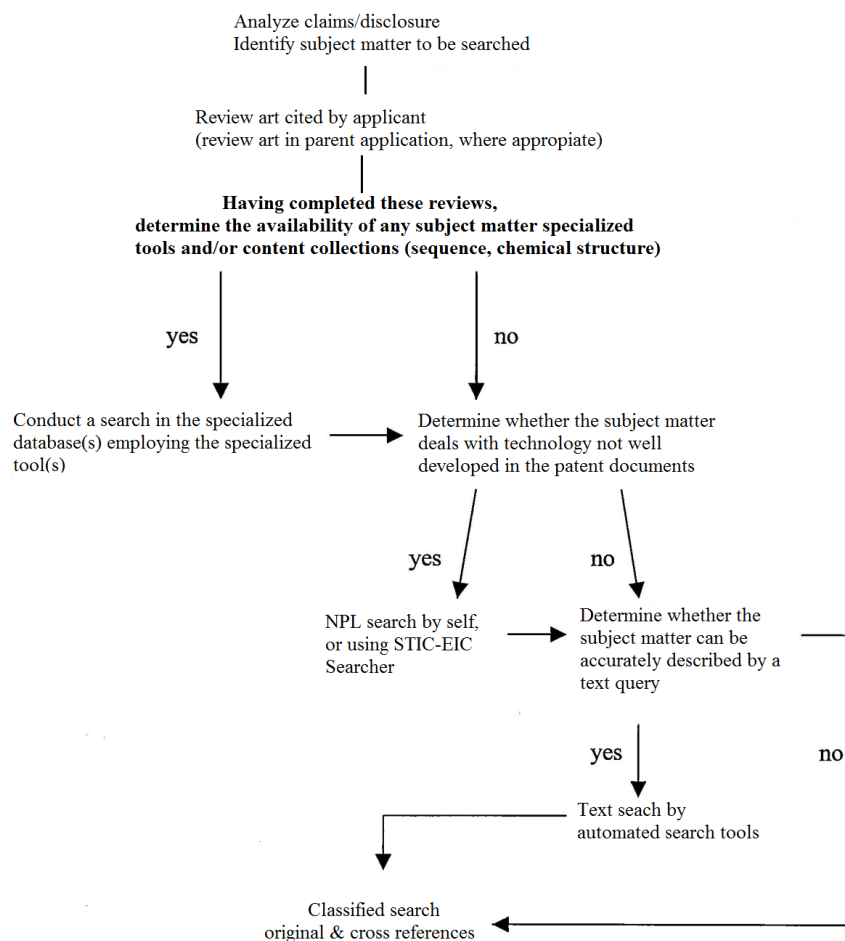 Analyze claims/disclosure
Identify subject matter to be searched
Review art cited by applicant
(review art in parent application, where appropiate)
Having completed these reviews,
determine the availability of any subject matter specialized
tools and/or content collections (sequence, chemical structure)
yes
no
Conduct a search in the specialized
database(s) employing the specialized
tool(s)
Determine whether the subject matter
deals with technology not well
developed in the patent documents
yes
no
NPL search by self,
or using STIC-EIC
Searcher
Determine whether the
subject matter can be
accurately described by a
text query
yes
no
Text seach by
automated search tools
Classified search
original & cross references